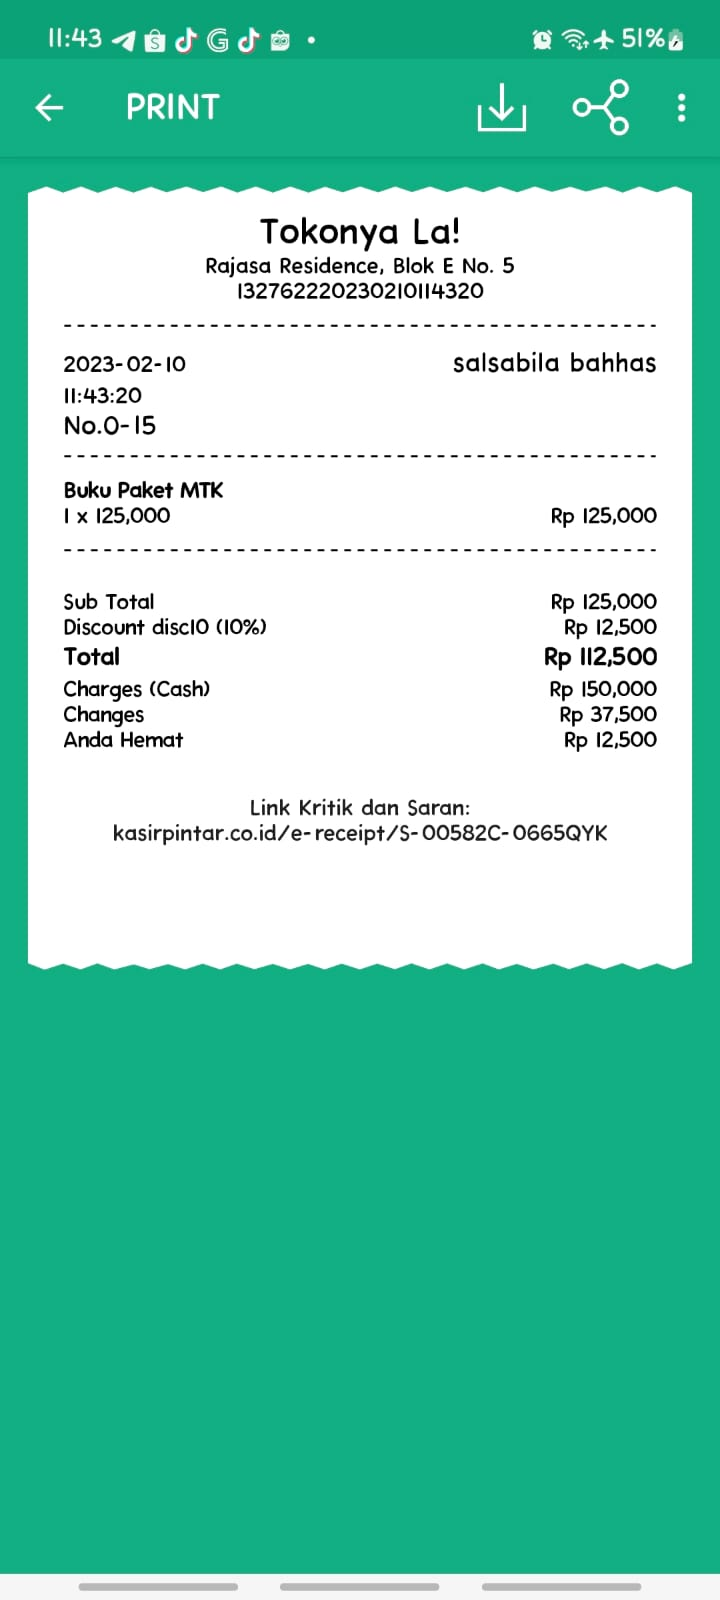 11:43
51%
PRINT
Tokonya La!
Rajasa Residence, Blok E No. 5
132762220230210114320
2023-02-10 salsabila bahhas
11:43:20
No.0-15
Buku Paket MTK
1 x 125,000 Rp 125,000
Sub Total Rp 125,000
Discount disc10 (10%) Rp 12,500
Total Rp 112,500
Charges (Cash) Rp 150,000
Changes Rp 37,500
Anda Hemat Rp 12,500
Link Kritik dan Saran:
kasirpintar.co.id/e-receipt/S-00582C-0665QYK